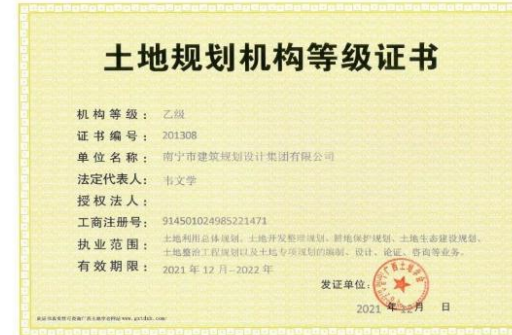 土地规划机构等级证书
机构等级：乙级
证书编号：201308
单位名称：南宁市建筑规划设计集团有限公司
法定代表人：韦文学
授权法人：
工商注册号：914501024985221471
执业范围：土地利用总体规划、土地开发整理规划、耕地保护规划、土地生态建设规划、
土地整治工程规划以及土地专项规划的编制、设计、论证、咨询等业务。
有效期限：2021年12月-2022年
发证单位：
2021年12月 日